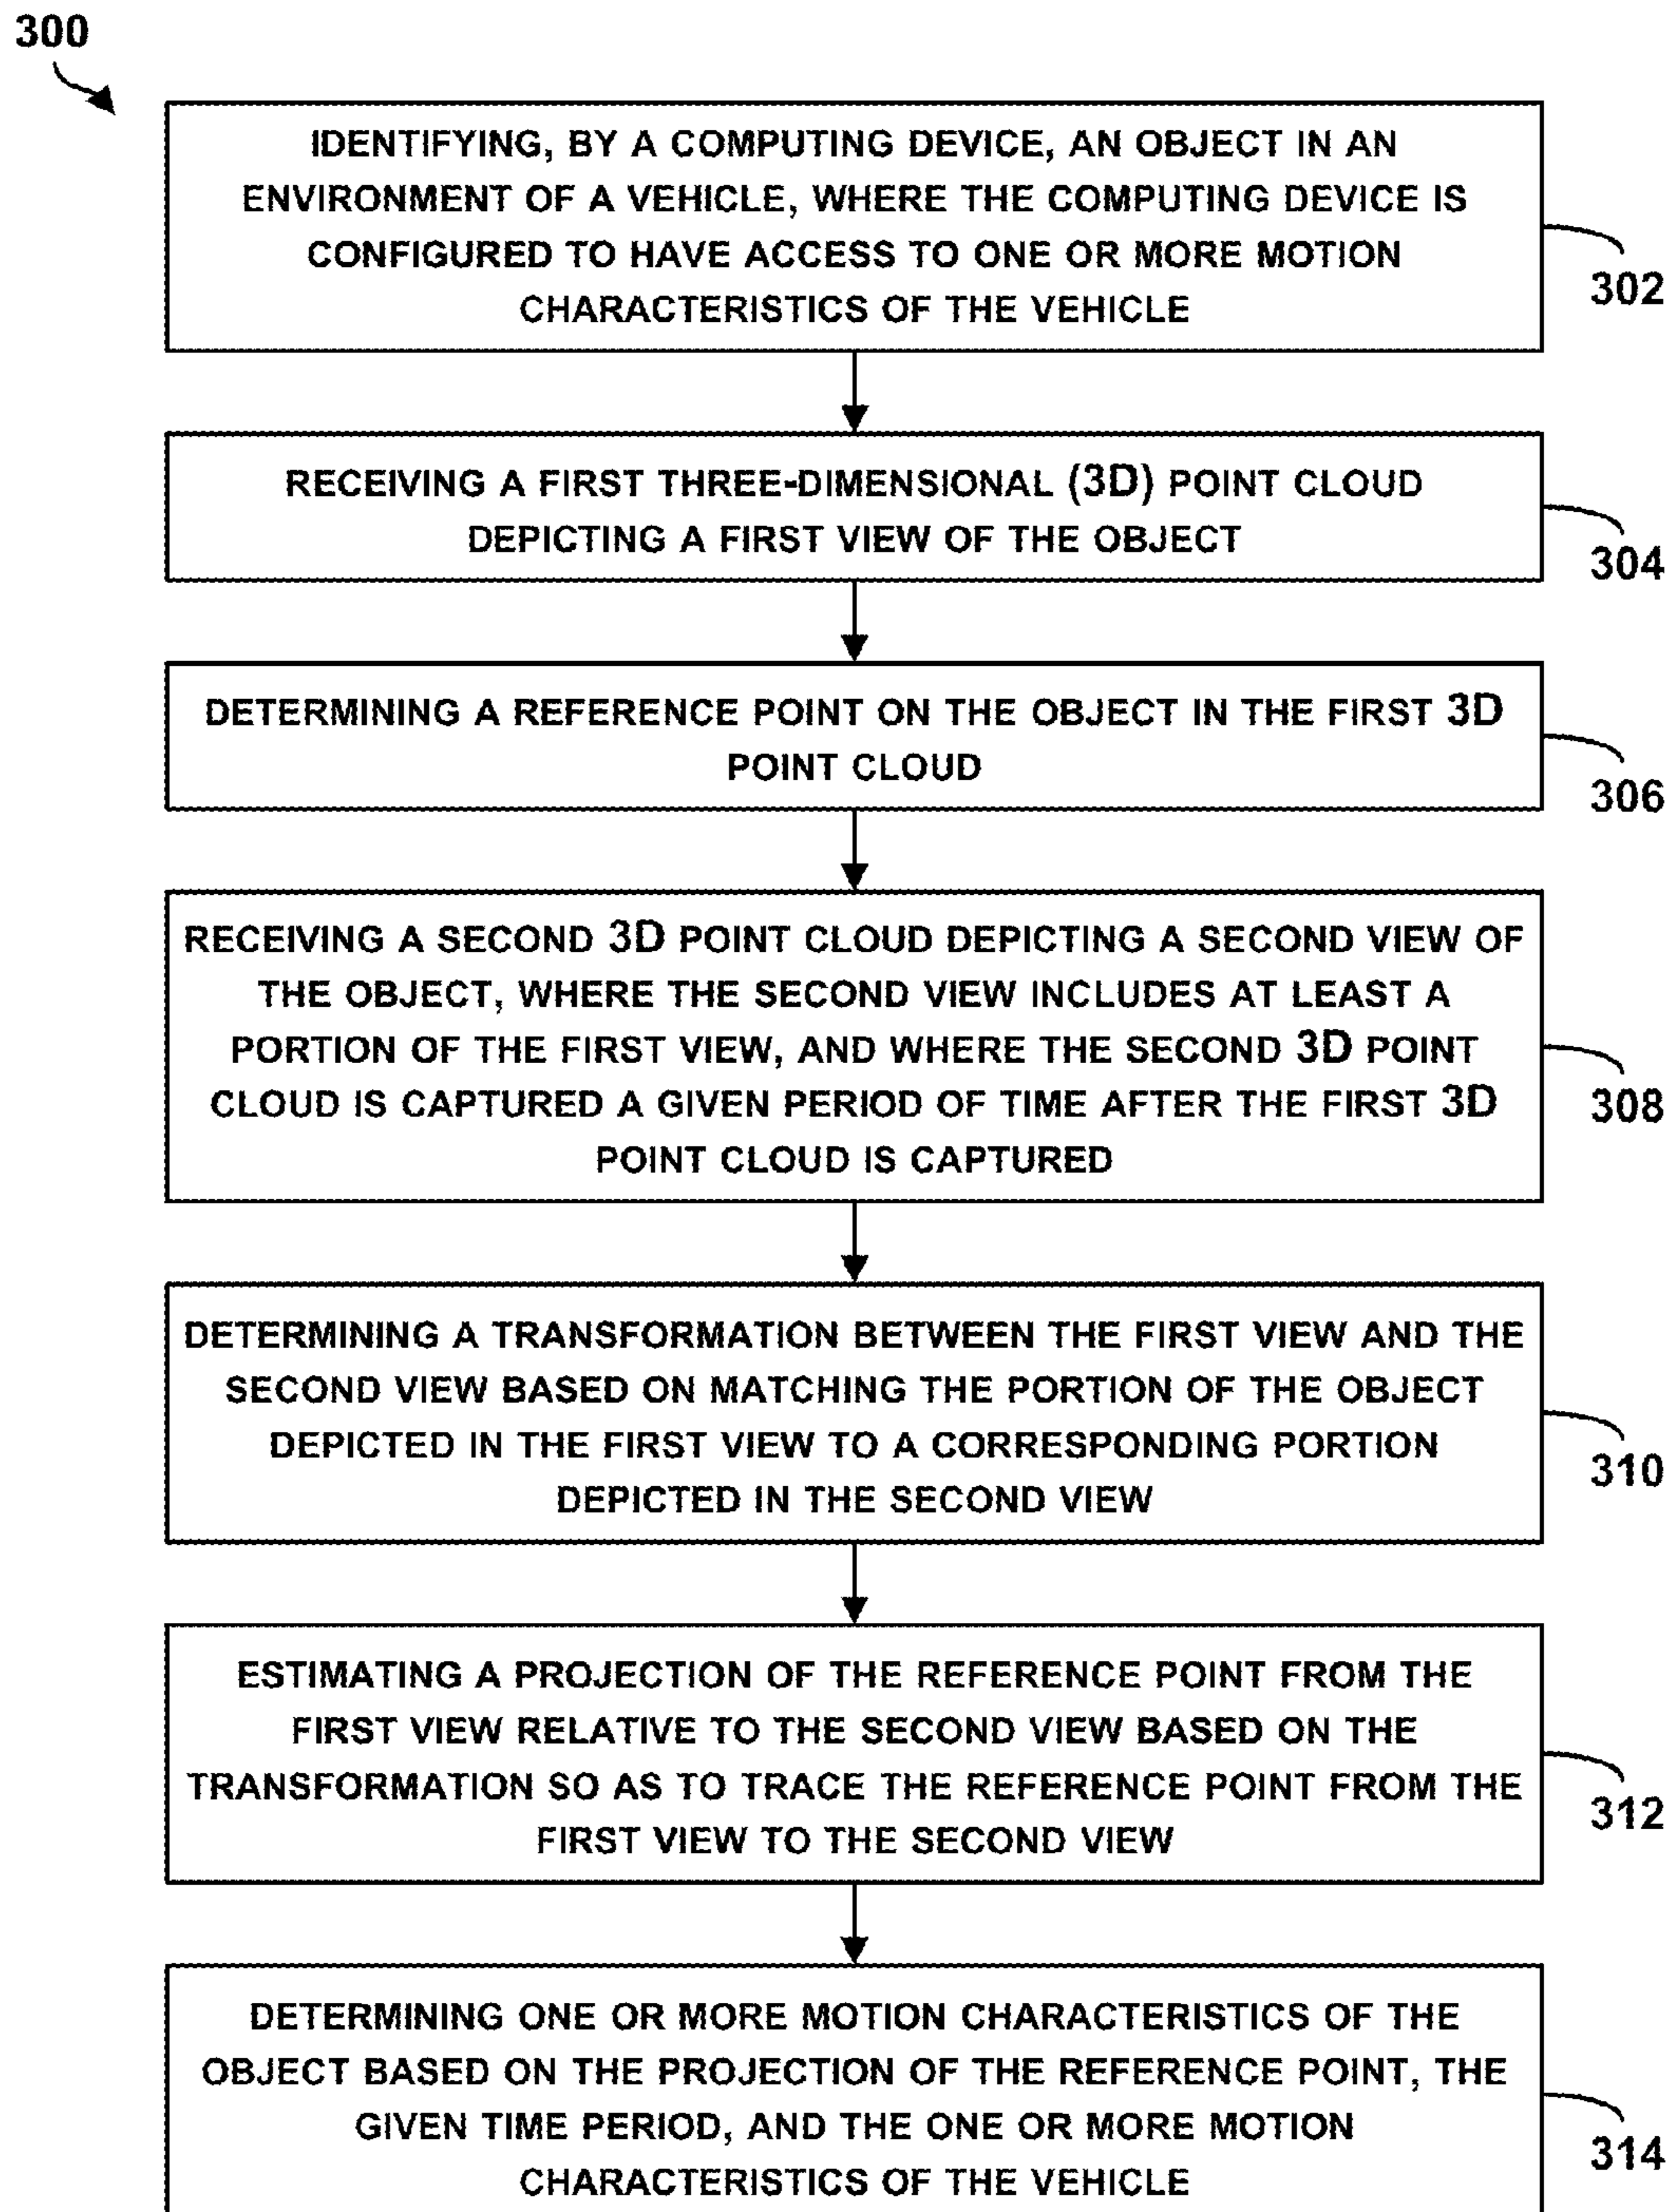 300
IDENTIFYING, BY A COMPUTING DEVICE, AN OBJECT IN AN
ENVIRONMENT OF A VEHICLE, WHERE THE COMPUTING DEVICE IS
CONFIGURED TO HAVE ACCESS TO ONE OR MORE MOTION
CHARACTERISTICS OF THE VEHICLE
302
RECEIVING A FIRST THREE-DIMENSIONAL (3D) POINT CLOUD
DEPICTING A FIRST VIEW OF THE OBJECT
304
DETERMINING A REFERENCE POINT ON THE OBJECT IN THE FIRST 3D
POINT CLOUD
306
RECEIVING A SECOND 3D POINT CLOUD DEPICTING A SECOND VIEW OF
THE OBJECT, WHERE THE SECOND VIEW INCLUDES AT LEAST A
PORTION OF THE FIRST VIEW, AND WHERE THE SECOND 3D POINT
CLOUD IS CAPTURED A GIVEN PERIOD OF TIME AFTER THE FIRST 3D
POINT CLOUD IS CAPTURED
308
DETERMINING A TRANSFORMATION BETWEEN THE FIRST VIEW AND THE
SECOND VIEW BASED ON MATCHING THE PORTION OF THE OBJECT
DEPICTED IN THE FIRST VIEW TO A CORRESPONDING PORTION
DEPICTED IN THE SECOND VIEW
310
ESTIMATING A PROJECTION OF THE REFERENCE POINT FROM THE
FIRST VIEW RELATIVE TO THE SECOND VIEW BASED ON THE
TRANSFORMATION SO AS TO TRACE THE REFERENCE POINT FROM THE
FIRST VIEW TO THE SECOND VIEW
312
DETERMINING ONE OR MORE MOTION CHARACTERISTICS OF THE
OBJECT BASED ON THE PROJECTION OF THE REFERENCE POINT, THE
GIVEN TIME PERIOD, AND THE ONE OR MORE MOTION
CHARACTERISTICS OF THE VEHICLE
314